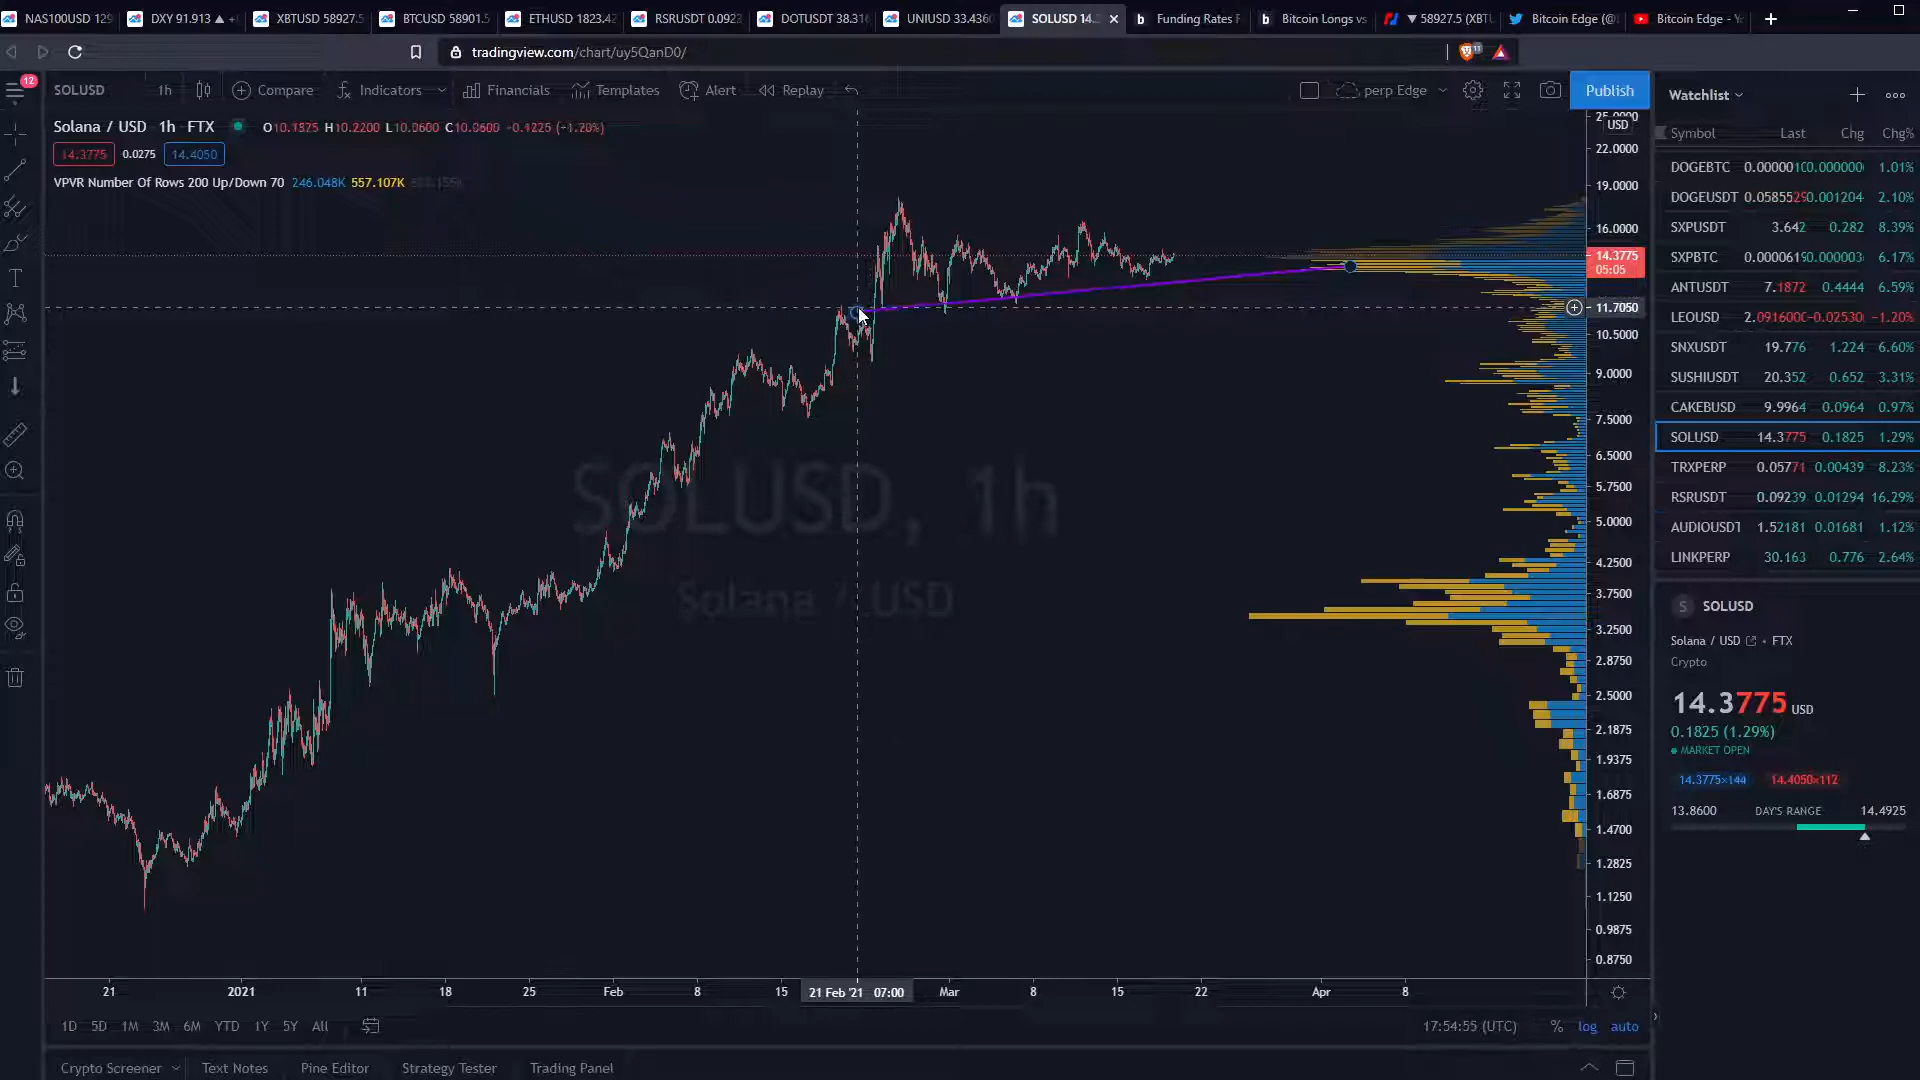 NAS100USD 129
DXY 91.913 ▲ +
XBTUSD 58927.5
BTCUSD 58901.5
ETHUSD 1823.42
RSRUSDT 0.0923
DOTUSDT 38.31
UNIUSD 33.436
SOLUSD 14.
Funding Rates F
Bitcoin Longs vs
▼ 58927.5 (XBT
Bitcoin Edge (@
Bitcoin Edge - Y
tradingview.com/chart/uy5QanD0/
12
SOLUSD 1h Compare Indicators Financials Templates Alert Replay perp Edge Publish
Solana / USD · 1h · FTX O10.1825 H10.2200 L10.0600 C10.0600 -0.1225 (-1.20%)
14.3775 0.0275 14.4050
VPVR Number Of Rows 200 Up/Down 70 246.048K 557.107K
SOLUSD, 1h
Solana / USD
25.0000
USD
22.0000
19.0000
16.0000
14.3775
05:05
11.7050
10.5000
9.0000
7.5000
6.5000
5.7500
5.0000
4.2500
3.7500
3.2500
2.8750
2.5000
2.1875
1.9375
1.6875
1.4700
1.2825
1.1250
0.9875
0.8750
21 2021 11 18 25 Feb 8 15 21 Feb '21 07:00 Mar 8 15 22 Apr 8
1D 5D 1M 3M 6M YTD 1Y 5Y All 17:54:55 (UTC) % log auto
Crypto Screener Text Notes Pine Editor Strategy Tester Trading Panel
Watchlist
Symbol Last Chg Chg%
DOGEBTC 0.00000100.000000 1.01%
DOGEUSDT 0.05855290.001204 2.10%
SXPUSDT 3.642 0.282 8.39%
SXPBTC 0.00006190.000003 6.17%
ANTUSDT 7.1872 0.4444 6.59%
LEOUSD 2.0916000-0.02530 -1.20%
SNXUSDT 19.776 1.224 6.60%
SUSHIUSDT 20.352 0.652 3.31%
CAKEBUSD 9.9964 0.0964 0.97%
SOLUSD 14.3775 0.1825 1.29%
TRXPERP 0.05771 0.00439 8.23%
RSRUSDT 0.09239 0.01294 16.29%
AUDIOUSDT 1.52181 0.01681 1.12%
LINKPERP 30.163 0.776 2.64%
S SOLUSD
Solana / USD • FTX
Crypto
14.3775 USD
0.1825 (1.29%)
MARKET OPEN
14.3775×144 14.4050×112
13.8600 DAY'S RANGE 14.4925